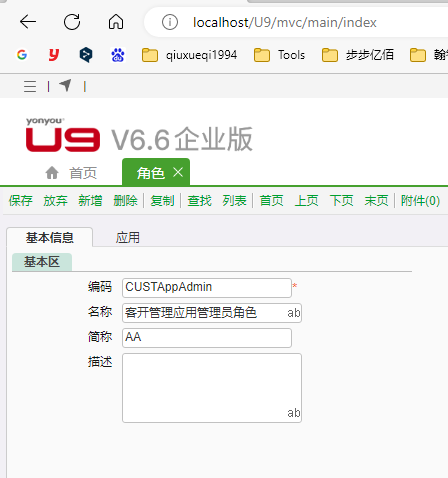 localhost/U9/mvc/main/index
qiuxueqi1994 Tools 步步亿佰
yonyou
U9 V6.6企业版
首页 角色
保存 放弃 新增 删除 复制 查找 列表 首页 上页 下页 末页 附件(0)
基本信息 应用
基本区
编码 CUSTAppAdmin*
名称 客开管理应用管理员角色 ab
简称 AA
描述
ab